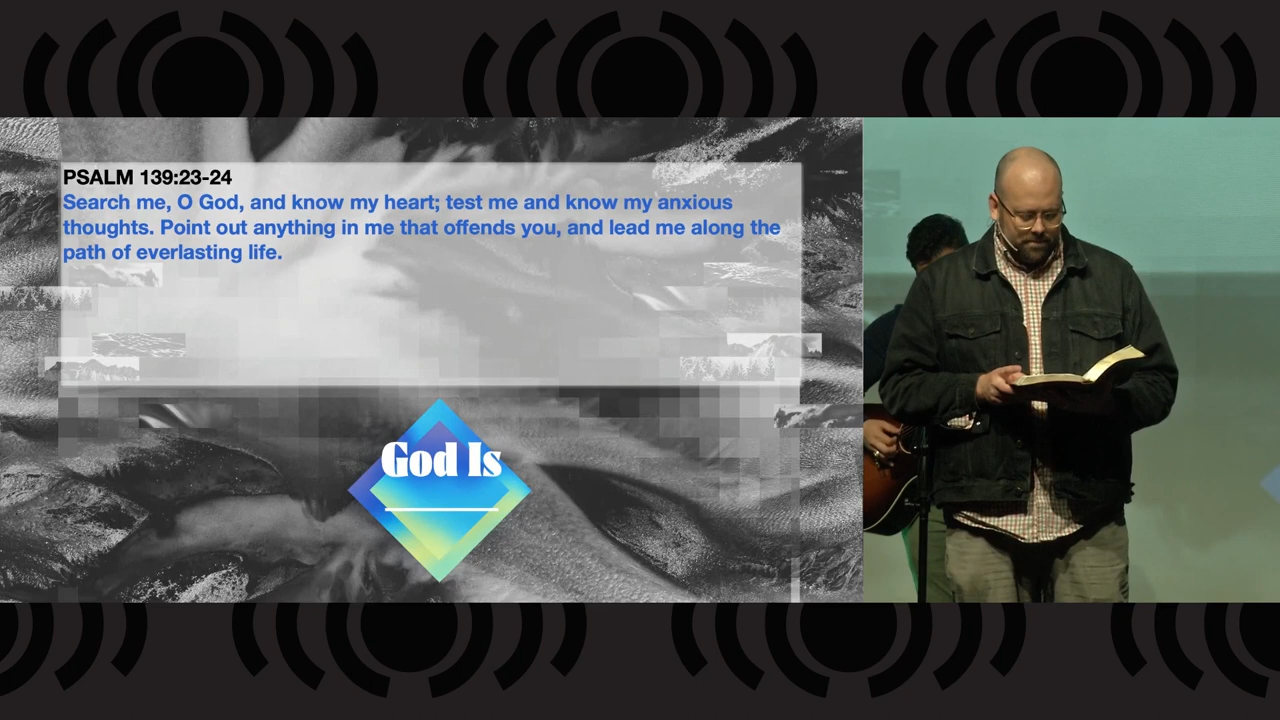 PSALM 139:23-24
Search me, O God, and know my heart; test me and know my anxious
thoughts. Point out anything in me that offends you, and lead me along the
path of everlasting life.
God Is